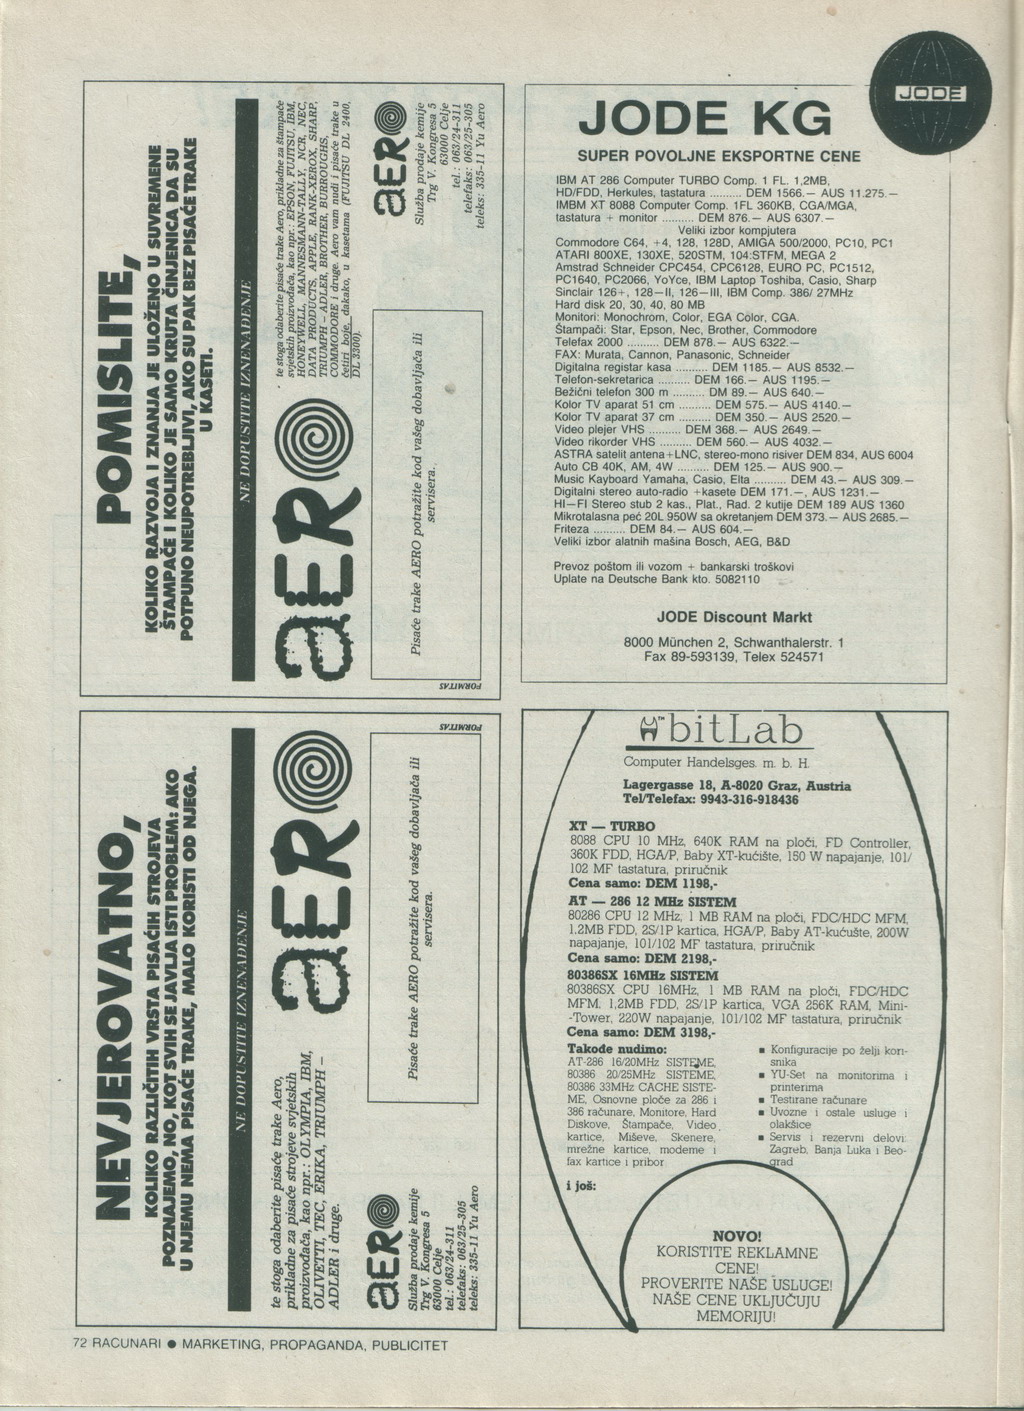 POMISLITE,
KOLIKO RAZVOJA I ZNANJA JE ULOŽENO U SUVREMENE
ŠTAMPAČE I KOLIKO JE SAMO KRUTA ČINJENICA DA SU
POTPUNO NEUPOTREBLJIVI, AKO SU PAK BEZ PISAĆE TRAKE
U KASETI.
NE DOPUSTITE IZNENAĐENJE
aERO
te stoga odaberite pisaće trake Aero, prikladne za štampače
svjetskih proizvođača, kao npr.: EPSON, FUJITSU, IBM,
HONEYWELL, MANNESMANN-TALLY, NCR, NEC,
DATA PRODUCTS, APPLE, RANK-XEROX, SHARP,
TRIUMPH – ADLER, BROTHER, BURROUGHS,
COMMODORE i druge. Aero vam nudi i pisaće trake u
četiri boje, dakako, u kasetama (FUJITSU DL 2400,
DL 3300).
Pisaće trake AERO potražite kod vašeg dobavljača ili
servisera.
aERO
Služba prodaje kemije
Trg V. Kongresa 5
63000 Celje
tel.: 063/24-311
telefaks: 063/25-305
teleks: 335-11 Yu Aero
FORMITAS
JODE
JODE KG
SUPER POVOLJNE EKSPORTNE CENE
IBM AT 286 Computer TURBO Comp. 1 FL. 1,2MB,
HD/FDD, Herkules, tastatura .......... DEM 1566.— AUS 11.275.—
IMBM XT 8088 Computer Comp. 1FL 360KB, CGA/MGA,
tastatura + monitor .......... DEM 876.— AUS 6307.—
Veliki izbor kompjutera
Commodore C64, +4, 128, 128D, AMIGA 500/2000, PC10, PC1
ATARI 800XE, 130XE, 520STM, 104:STFM, MEGA 2
Amstrad Schneider CPC454, CPC6128, EURO PC, PC1512,
PC1640, PC2066, YoYce, IBM Laptop Toshiba, Casio, Sharp
Sinclair 126+, 128—II, 126—III, IBM Comp. 386/ 27MHz
Hard disk 20, 30, 40, 80 MB
Monitori: Monochrom, Color, EGA Color, CGA.
Štampači: Star, Epson, Nec, Brother, Commodore
Telefax 2000 .......... DEM 878.— AUS 6322.—
FAX: Murata, Cannon, Panasonic, Schneider
Digitalna registar kasa .......... DEM 1185.— AUS 8532.—
Telefon-sekretarica .......... DEM 166.— AUS 1195.—
Bežični telefon 300 m .......... DM 89.— AUS 640.—
Kolor TV aparat 51 cm .......... DEM 575.— AUS 4140.—
Kolor TV aparat 37 cm .......... DEM 350.— AUS 2520.—
Video plejer VHS .......... DEM 368.— AUS 2649.—
Video rikorder VHS .......... DEM 560.— AUS 4032.—
ASTRA satelit antena+LNC, stereo-mono risiver DEM 834, AUS 6004
Auto CB 40K, AM, 4W .......... DEM 125.— AUS 900.—
Music Kayboard Yamaha, Casio, Elta .......... DEM 43.— AUS 309.—
Digitalni stereo auto-radio +kasete DEM 171.—, AUS 1231.—
HI—FI Stereo stub 2 kas., Plat., Rad. 2 kutije DEM 189 AUS 1360
Mikrotalasna peć 20L 950W sa okretanjem DEM 373.— AUS 2685.—
Friteza .......... DEM 84.— AUS 604.—
Veliki izbor alatnih mašina Bosch, AEG, B&D
Prevoz poštom ili vozom + bankarski troškovi
Uplate na Deutsche Bank kto. 5082110
JODE Discount Markt
8000 München 2, Schwanthalerstr. 1
Fax 89-593139, Telex 524571
NEVJEROVATNO,
KOLIKO RAZLIČITIH VRSTA PISAĆIH STROJEVA
POZNAJEMO, NO, KOT SVIH SE JAVLJA ISTI PROBLEM: AKO
U NJEMU NEMA PISAĆE TRAKE, MALO KORISTI OD NJEGA.
NE DOPUSTITE IZNENAĐENJE
te stoga odaberite pisaće trake Aero,
prikladne za pisaće strojeve svjetskih
proizvođača, kao npr.: OLYMPIA, IBM,
OLIVETTI, TEC, ERIKA, TRIUMPH –
ADLER i druge.
aERO
aERO
Služba prodaje kemije
Trg V. Kongresa 5
63000 Celje
tel.: 063/24-311
telefaks: 063/25-305
teleks: 335-11 Yu Aero
Pisaće trake AERO potražite kod vašeg dobavljača ili
servisera.
FORMITAS
™bitLab
Computer Handelsges. m. b. H.
Lagergasse 18, A-8020 Graz, Austria
Tel/Telefax: 9943-316-918436
XT — TURBO
8088 CPU 10 MHz, 640K RAM na ploči, FD Controller,
360K FDD, HGA/P, Baby XT-kućište, 150 W napajanje, 101/
102 MF tastatura, priručnik
Cena samo: DEM 1198,-
AT — 286 12 MHz SISTEM
80286 CPU 12 MHz, 1 MB RAM na ploči, FDC/HDC MFM,
1.2MB FDD, 2S/1P kartica, HGA/P, Baby AT-kućušte, 200W
napajanje, 101/102 MF tastatura, priručnik
Cena samo: DEM 2198,-
80386SX 16MHz SISTEM
80386SX CPU 16MHz, 1 MB RAM na ploči, FDC/HDC
MFM, 1,2MB FDD, 2S/1P kartica, VGA 256K RAM, Mini-
-Tower, 220W napajanje, 101/102 MF tastatura, priručnik
Cena samo: DEM 3198,-
Takođe nudimo:
AT-286 16/20MHz SISTEME,
80386 20/25MHz SISTEME,
80386 33MHz CACHE SISTE-
ME, Osnovne ploče za 286 i
386 računare, Monitore, Hard
Diskove, Štampače, Video
kartice, Miševe, Skenere,
mrežne kartice, modeme i
fax kartice i pribor
i još:
■ Konfiguracije po želji kori-
snika
■ YU-Set na monitorima i
printerima
■ Testirane računare
■ Uvozne i ostale usluge i
olakšice
■ Servis i rezervni delovi:
Zagreb, Banja Luka i Beo-
grad
NOVO!
KORISTITE REKLAMNE
CENE!
PROVERITE NAŠE USLUGE!
NAŠE CENE UKLJUČUJU
MEMORIJU!
72 RAČUNARI ● MARKETING, PROPAGANDA, PUBLICITET